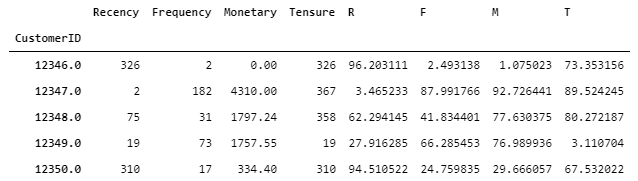 Recency Frequency Monetary Tensure R F M T
CustomerID
12346.0 326 2 0.00 326 96.203111 2.493138 1.075023 73.353156
12347.0 2 182 4310.00 367 3.465233 87.991766 92.726441 89.524245
12348.0 75 31 1797.24 358 62.294145 41.834401 77.630375 80.272187
12349.0 19 73 1757.55 19 27.916285 66.285453 76.989936 3.110704
12350.0 310 17 334.40 310 94.510522 24.759835 29.666057 67.532022